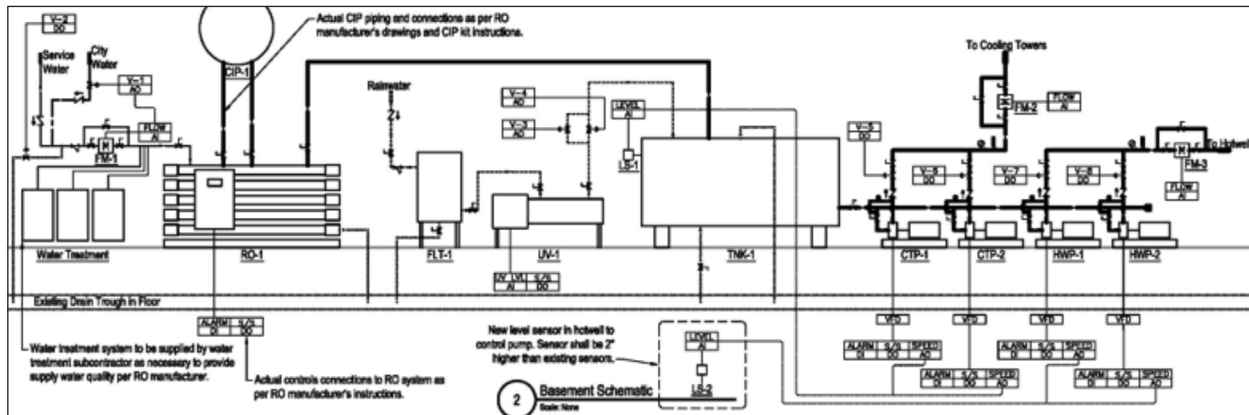 V-2
DO
Service
Water
City
Water
V-1
AO
FLOW
AI
FM-1
Water Treatment
CIP-1
Actual CIP piping and connections as per RO
manufacturer's drawings and CIP kit instructions.
RO-1
Rainwater
FLT-1
V-4
AO
V-3
AO
UV-1
UV LVL
AI
S/S
DO
LEVEL
AI
LS-1
TNK-1
To Cooling Towers
FM-2
FLOW
AI
V-5
DO
V-6
DO
V-7
DO
V-8
DO
To Hotwell
FM-3
FLOW
AI
CTP-1
CTP-2
HWP-1
HWP-2
Existing Drain Trough in Floor
ALARM
DI
S/S
DO
Water treatment system to be supplied by water
treatment subcontractor as necessary to provide
supply water quality per RO manufacturer.
Actual controls connections to RO system as
per RO manufacturer's instructions.
New level sensor in hotwell to
control pump. Sensor shall be 2"
higher than existing sensors.
LEVEL
AI
LS-2
2
Basement Schematic
Scale: None
VFD
VFD
VFD
VFD
ALARM S/S SPEED
DI DO AO
ALARM S/S SPEED
DI DO AO
ALARM S/S SPEED
DI DO AO
ALARM S/S SPEED
DI DO AO